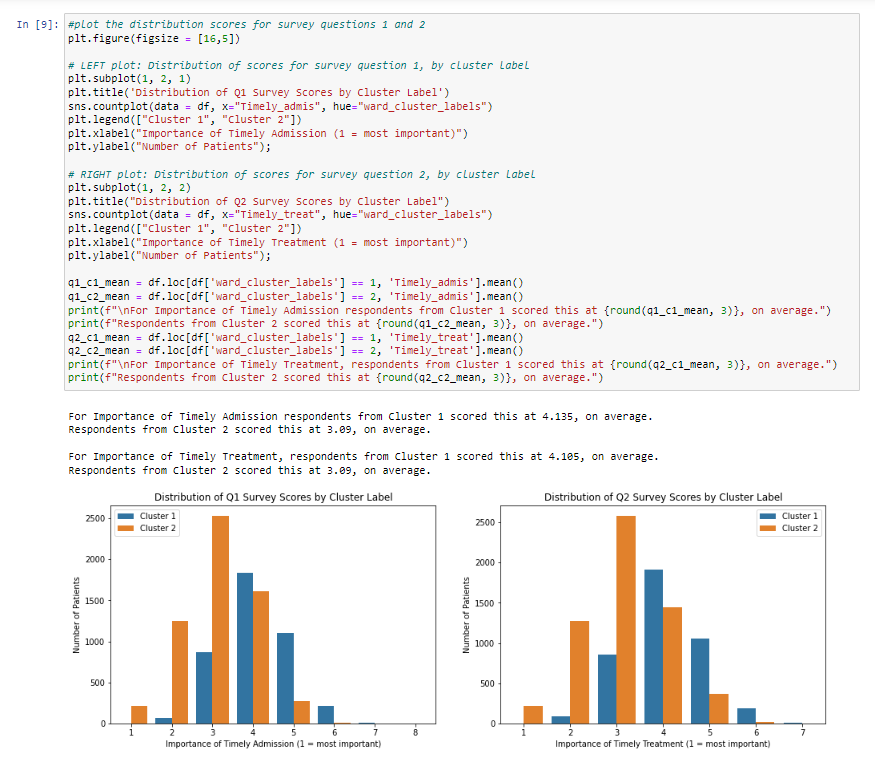 In [9]: #plot the distribution scores for survey questions 1 and 2
plt.figure(figsize = [16,5])
# LEFT plot: Distribution of scores for survey question 1, by cluster label
plt.subplot(1, 2, 1)
plt.title('Distribution of Q1 Survey Scores by Cluster Label')
sns.countplot(data = df, x="Timely_admis", hue="ward_cluster_labels")
plt.legend(["Cluster 1", "Cluster 2"])
plt.xlabel("Importance of Timely Admission (1 = most important)")
plt.ylabel("Number of Patients");
# RIGHT plot: Distribution of scores for survey question 2, by cluster label
plt.subplot(1, 2, 2)
plt.title("Distribution of Q2 Survey Scores by Cluster Label")
sns.countplot(data = df, x="Timely_treat", hue="ward_cluster_labels")
plt.legend(["Cluster 1", "Cluster 2"])
plt.xlabel("Importance of Timely Treatment (1 = most important)")
plt.ylabel("Number of Patients");
q1_c1_mean = df.loc[df['ward_cluster_labels'] == 1, 'Timely_admis'].mean()
q1_c2_mean = df.loc[df['ward_cluster_labels'] == 2, 'Timely_admis'].mean()
print(f"\nFor Importance of Timely Admission respondents from Cluster 1 scored this at {round(q1_c1_mean, 3)}, on average.")
print(f"Respondents from Cluster 2 scored this at {round(q1_c2_mean, 3)}, on average.")
q2_c1_mean = df.loc[df['ward_cluster_labels'] == 1, 'Timely_treat'].mean()
q2_c2_mean = df.loc[df['ward_cluster_labels'] == 2, 'Timely_treat'].mean()
print(f"\nFor Importance of Timely Treatment, respondents from Cluster 1 scored this at {round(q2_c1_mean, 3)}, on average.")
print(f"Respondents from Cluster 2 scored this at {round(q2_c2_mean, 3)}, on average.")
For Importance of Timely Admission respondents from Cluster 1 scored this at 4.135, on average.
Respondents from Cluster 2 scored this at 3.09, on average.
For Importance of Timely Treatment, respondents from Cluster 1 scored this at 4.105, on average.
Respondents from Cluster 2 scored this at 3.09, on average.
Distribution of Q1 Survey Scores by Cluster Label
Cluster 1
Cluster 2
2500
2000
1500
1000
500
0
Number of Patients
1 2 3 4 5 6 7 8
Importance of Timely Admission (1 = most important)
Distribution of Q2 Survey Scores by Cluster Label
Cluster 1
Cluster 2
2500
2000
1500
1000
500
0
Number of Patients
1 2 3 4 5 6 7
Importance of Timely Treatment (1 = most important)